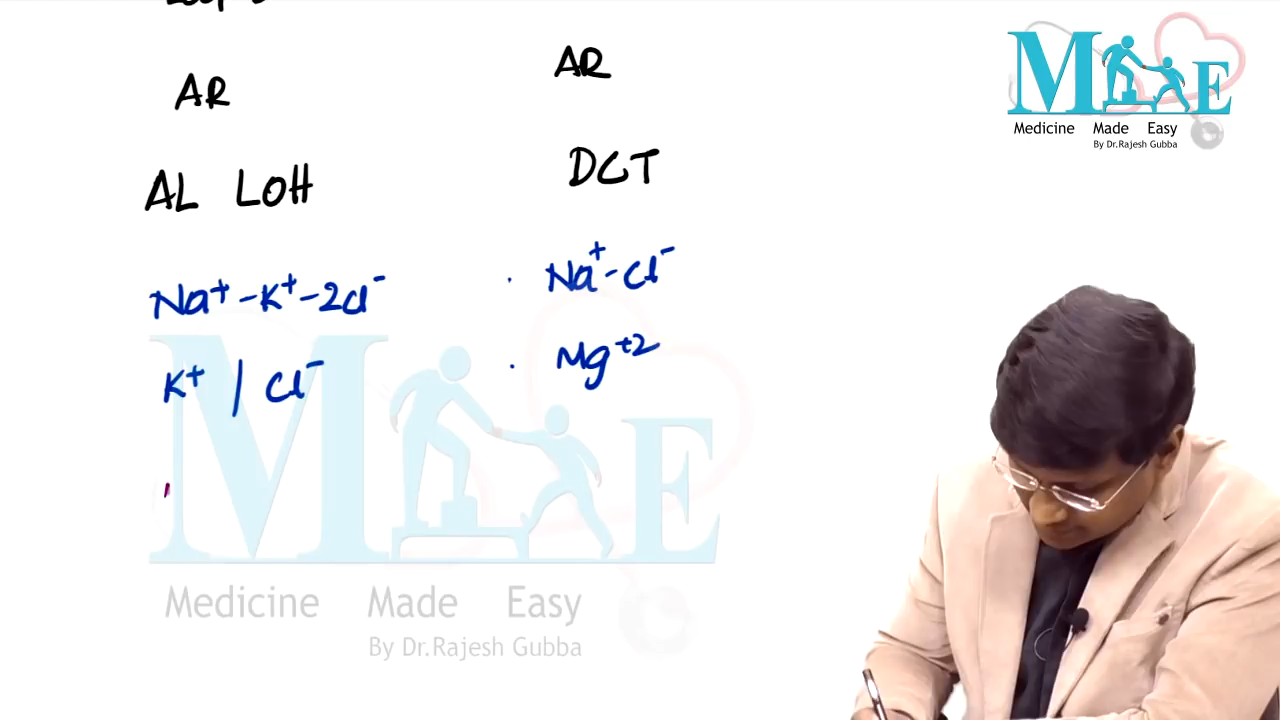 AR
AL LOH
Na⁺-K⁺-2Cl⁻
K⁺ / Cl⁻
AR
DCT
· Na⁺-Cl⁻
· Mg⁺²
M E
Medicine Made Easy
By Dr.Rajesh Gubba
M E
Medicine Made Easy
By Dr.Rajesh Gubba